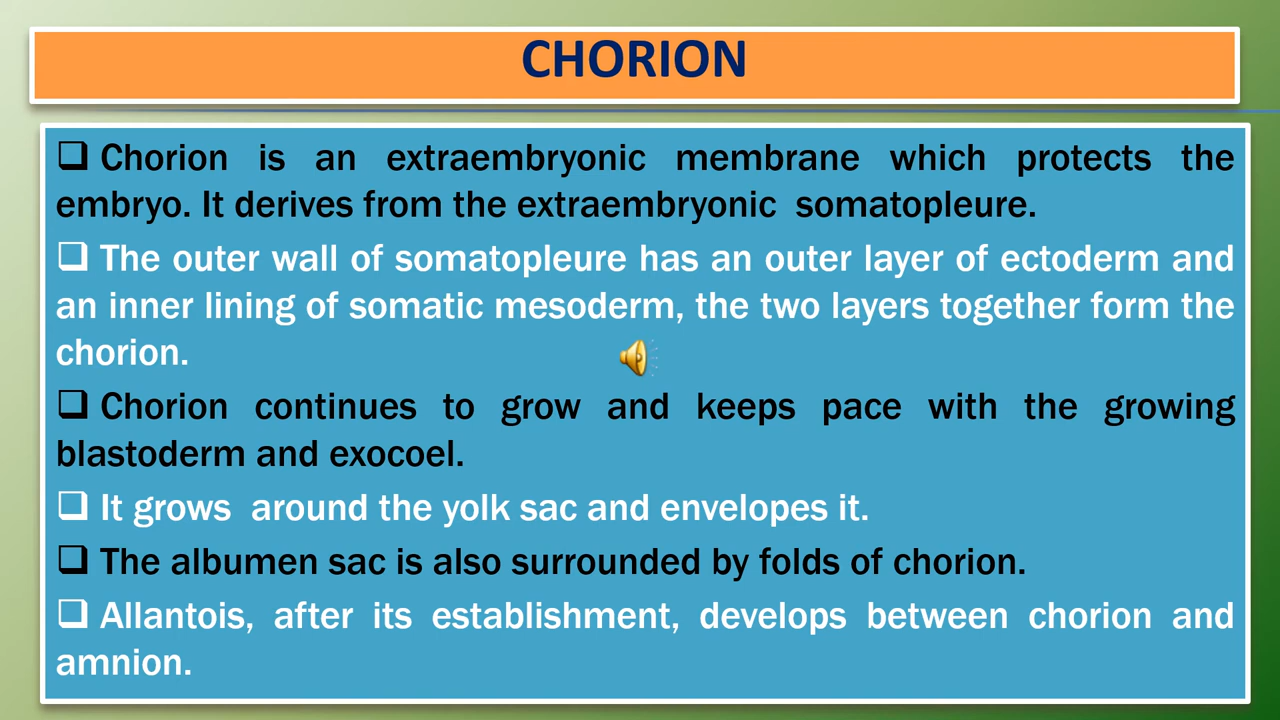 CHORION
❑ Chorion is an extraembryonic membrane which protects the
embryo. It derives from the extraembryonic somatopleure.
❑ The outer wall of somatopleure has an outer layer of ectoderm and
an inner lining of somatic mesoderm, the two layers together form the
chorion.
❑ Chorion continues to grow and keeps pace with the growing
blastoderm and exocoel.
❑ It grows around the yolk sac and envelopes it.
❑ The albumen sac is also surrounded by folds of chorion.
❑ Allantois, after its establishment, develops between chorion and
amnion.